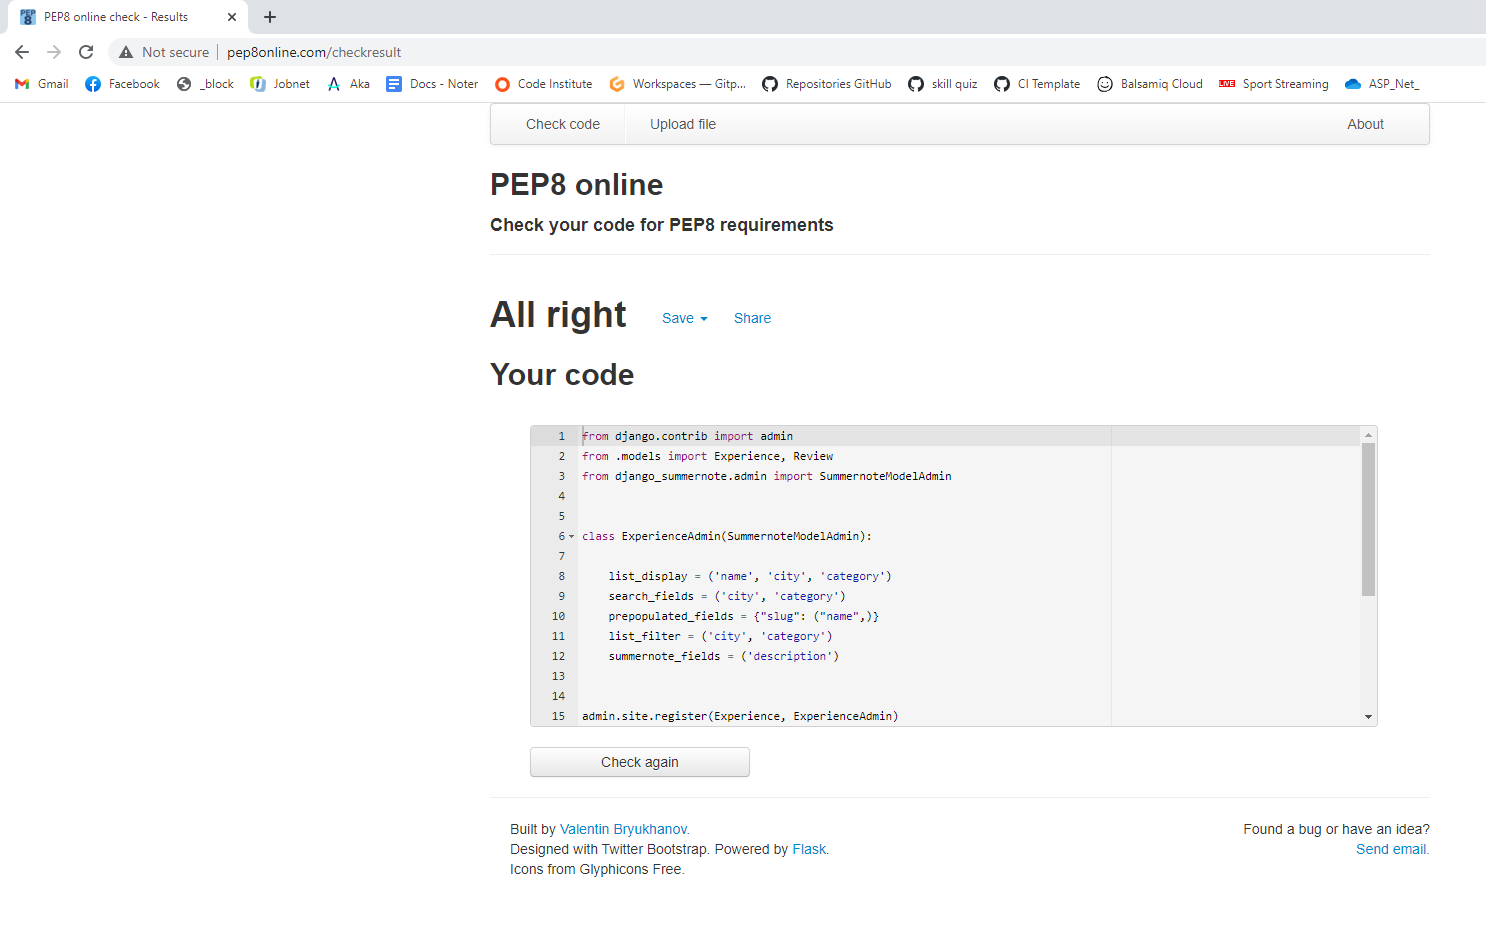 PEP8 online check - Results
Not secure pep8online.com/checkresult
Gmail Facebook _block Jobnet Aka Docs - Noter Code Institute Workspaces — Gitp... Repositories GitHub skill quiz CI Template Balsamiq Cloud LIVE Sport Streaming ASP_Net_
Check code Upload file About
PEP8 online
Check your code for PEP8 requirements
All right Save Share
Your code
1 from django.contrib import admin
2 from .models import Experience, Review
3 from django_summernote.admin import SummernoteModelAdmin
4
5
6 class ExperienceAdmin(SummernoteModelAdmin):
7
8 list_display = ('name', 'city', 'category')
9 search_fields = ('city', 'category')
10 prepopulated_fields = {"slug": ("name",)}
11 list_filter = ('city', 'category')
12 summernote_fields = ('description')
13
14
15 admin.site.register(Experience, ExperienceAdmin)
Check again
Built by Valentin Bryukhanov. Found a bug or have an idea?
Designed with Twitter Bootstrap. Powered by Flask. Send email.
Icons from Glyphicons Free.